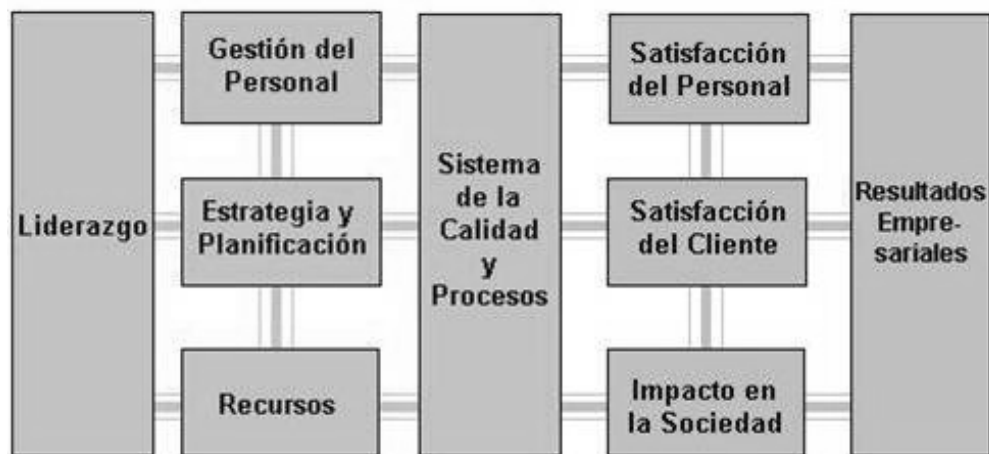 Liderazgo
Gestión del
Personal
Estrategia y
Planificación
Recursos
Sistema
de la
Calidad
y
Procesos
Satisfacción
del Personal
Satisfacción
del Cliente
Impacto en
la Sociedad
Resultados
Empre-
sariales